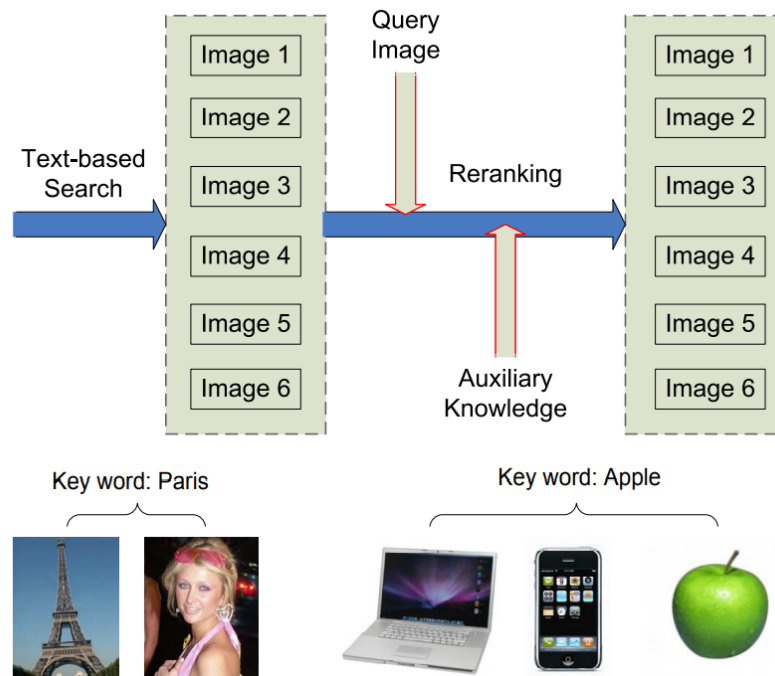 Text-based
Search
Image 1
Image 2
Image 3
Image 4
Image 5
Image 6
Query
Image
Reranking
Auxiliary
Knowledge
Image 1
Image 2
Image 3
Image 4
Image 5
Image 6
Key word: Paris
Key word: Apple